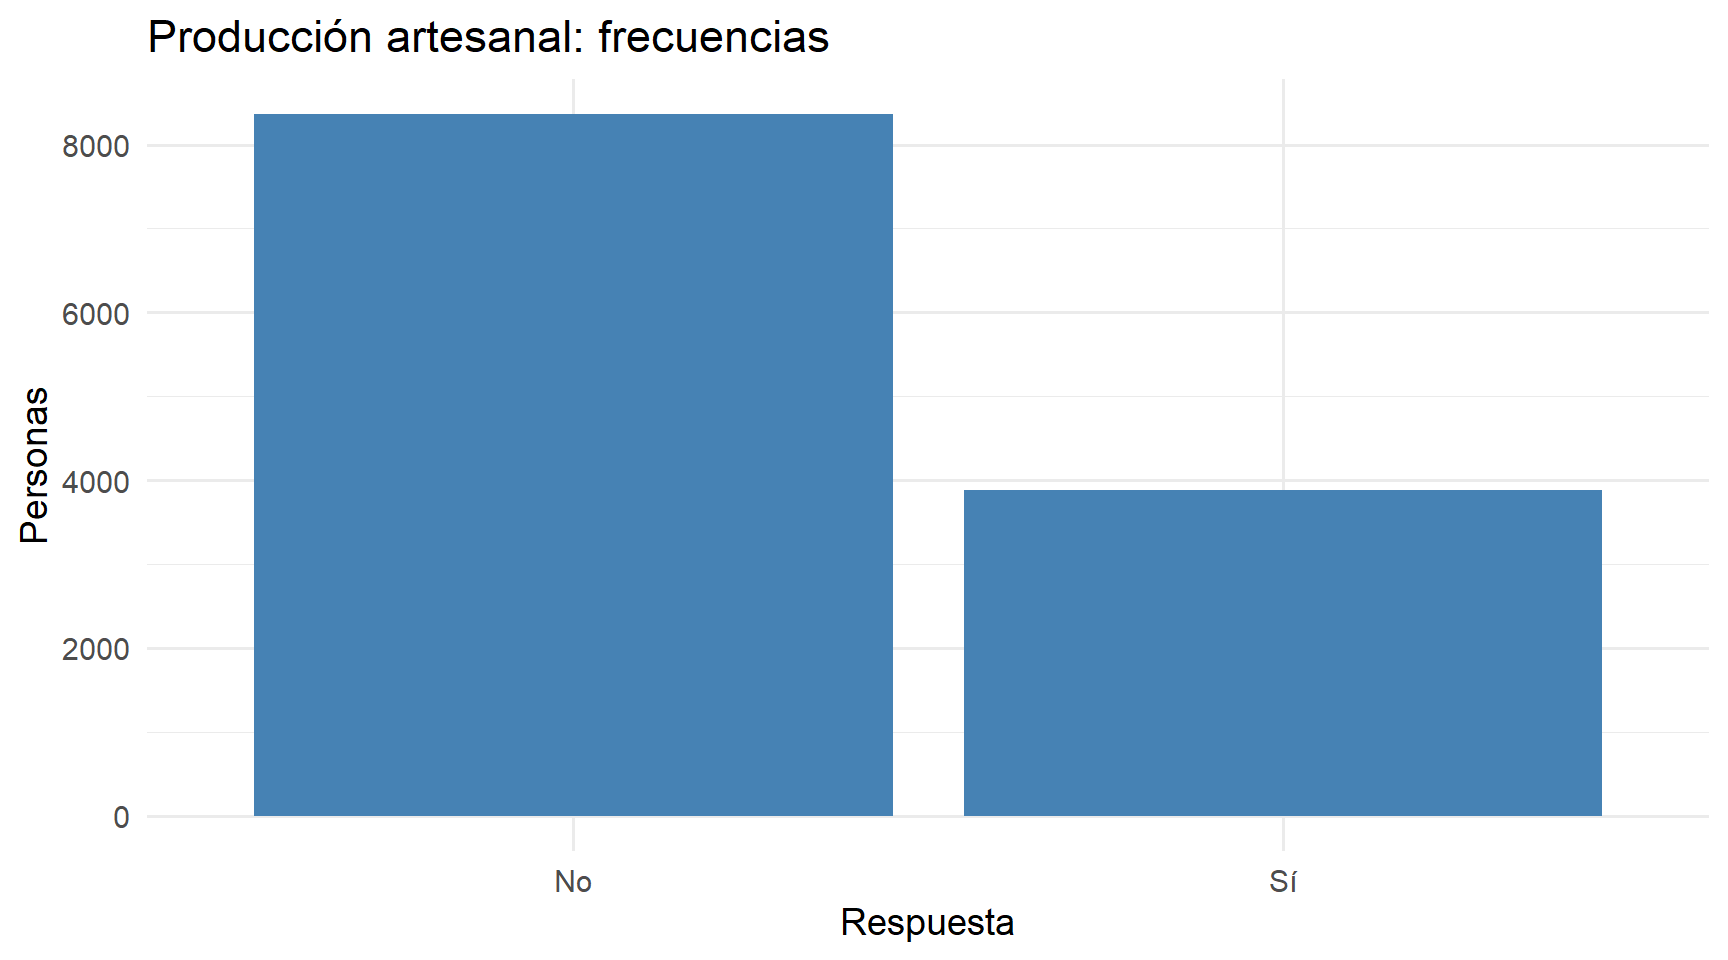 Producción artesanal: frecuencias
8000
6000
4000
2000
0
Personas
No
Sí
Respuesta